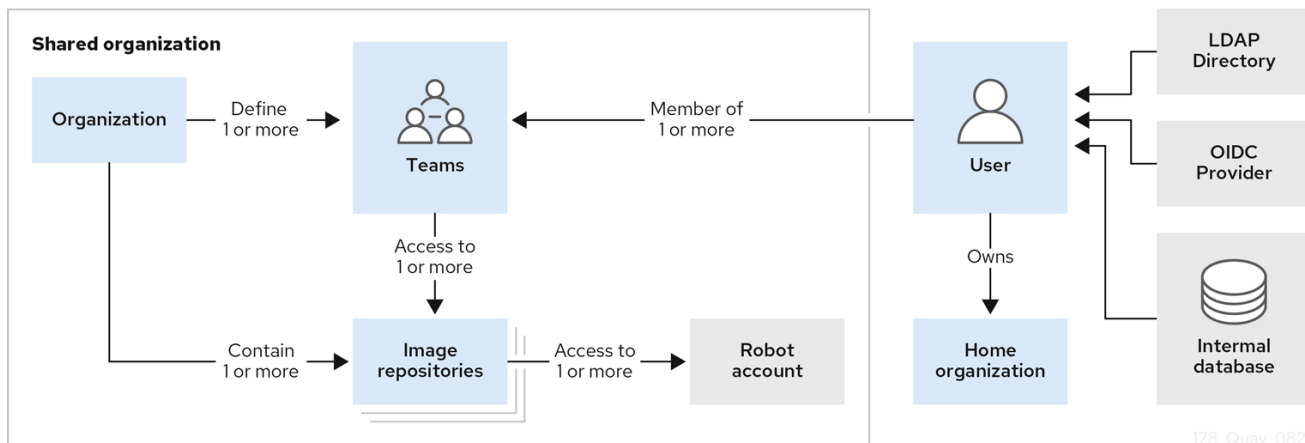 Shared organization
Organization
Define
1 or more
Teams
Member of
1 or more
User
LDAP
Directory
OIDC
Provider
Intermal
database
Access to
1 or more
Owns
Contain
1 or more
Image
repositories
Access to
1 or more
Robot
account
Home
organization
178_Quay_082